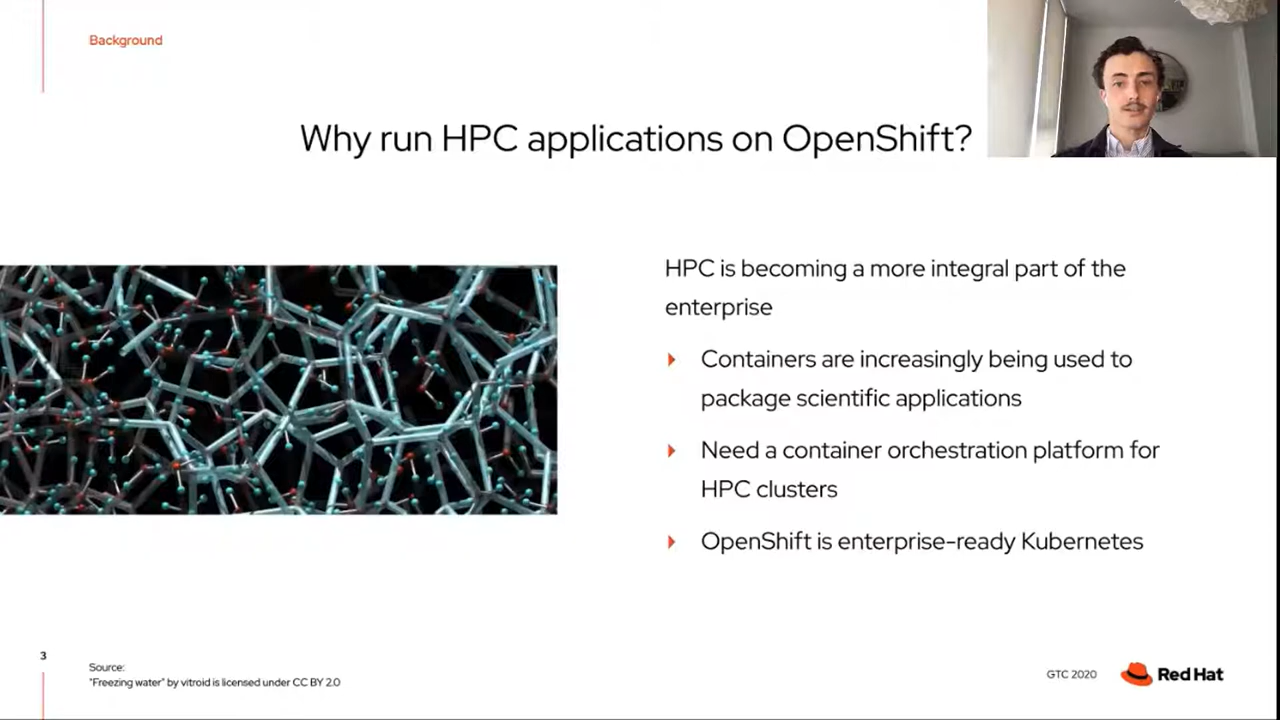 Background
Why run HPC applications on OpenShift?
HPC is becoming a more integral part of the
enterprise
Containers are increasingly being used to
package scientific applications
Need a container orchestration platform for
HPC clusters
OpenShift is enterprise-ready Kubernetes
3
Source:
"Freezing water" by vitroid is licensed under CC BY 2.0
GTC 2020
Red Hat